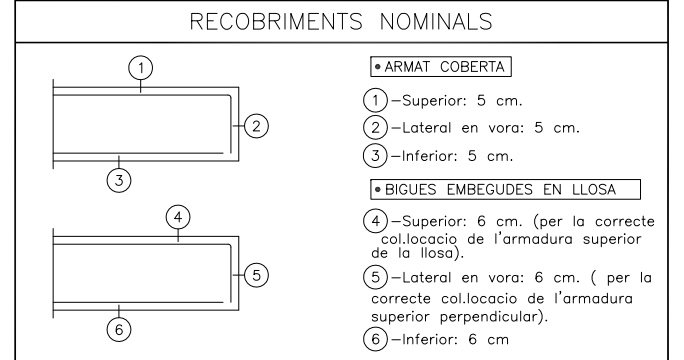 RECOBRIMENTS NOMINALS
1
2
3
• ARMAT COBERTA
1 -Superior: 5 cm.
2 -Lateral en vora: 5 cm.
3 -Inferior: 5 cm.
4
5
6
• BIGUES EMBEGUDES EN LLOSA
4 -Superior: 6 cm. (per la correcte
col.locacio de l'armadura superior
de la llosa).
5 -Lateral en vora: 6 cm. ( per la
correcte col.locacio de l'armadura
superior perpendicular).
6 -Inferior: 6 cm